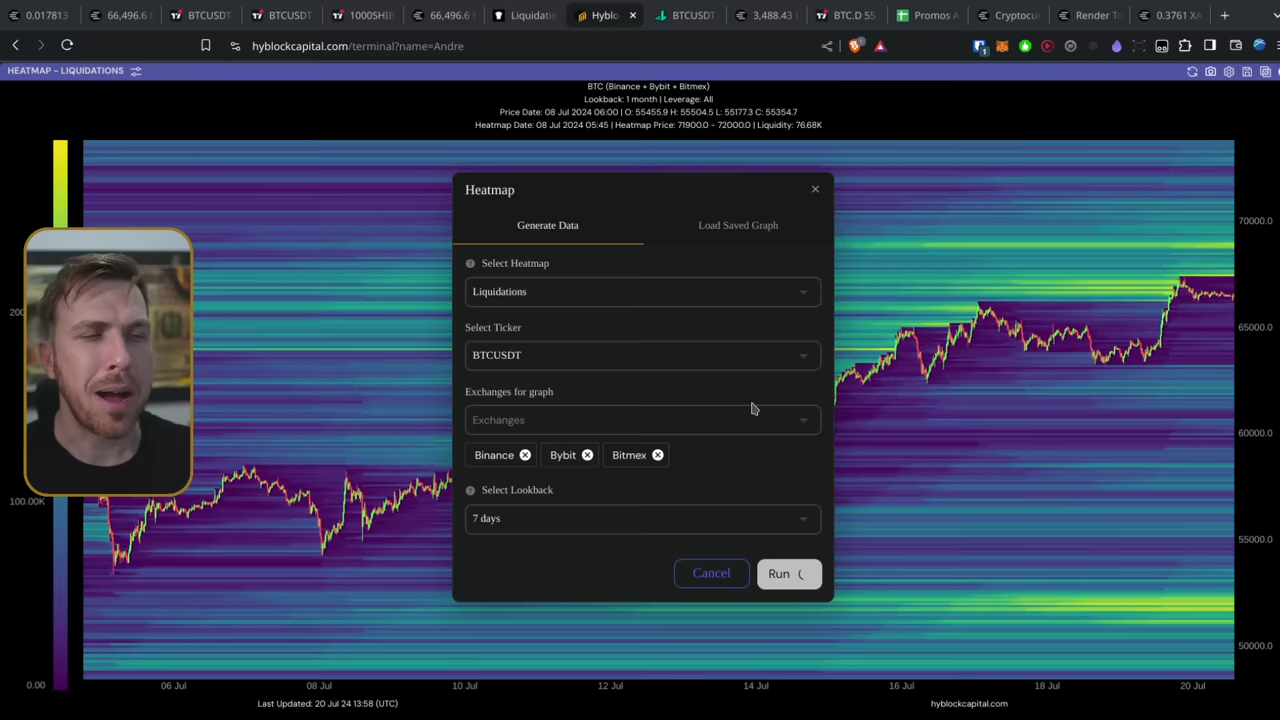 0.017813
66,496.6
BTCUSDT
BTCUSDT
1000SHIB
66,496.6
Liquidatio
Hyblo
BTCUSDT
3,488.43
BTC.D 55
Promos
Cryptocu
Render T
0.3761 XA
hyblockcapital.com/terminal?name=Andre
1
HEATMAP - LIQUIDATIONS
BTC (Binance + Bybit + Bitmex)
Lookback: 1 month | Leverage: All
Price Date: 08 Jul 2024 06:00 | O: 55455.9 H: 55504.5 L: 55177.3 C: 55354.7
Heatmap Date: 08 Jul 2024 05:45 | Heatmap Price: 71900.0 - 72000.0 | Liquidity: 76.68K
Heatmap
Generate Data
Load Saved Graph
Select Heatmap
Liquidations
Select Ticker
BTCUSDT
Exchanges for graph
Exchanges
Binance
Bybit
Bitmex
Select Lookback
7 days
Cancel
Run
200
100.00K
0.00
70000.0
65000.0
60000.0
55000.0
50000.0
06 Jul
08 Jul
10 Jul
12 Jul
14 Jul
16 Jul
18 Jul
20 Jul
Last Updated: 20 Jul 24 13:58 (UTC)
hyblockcapital.com